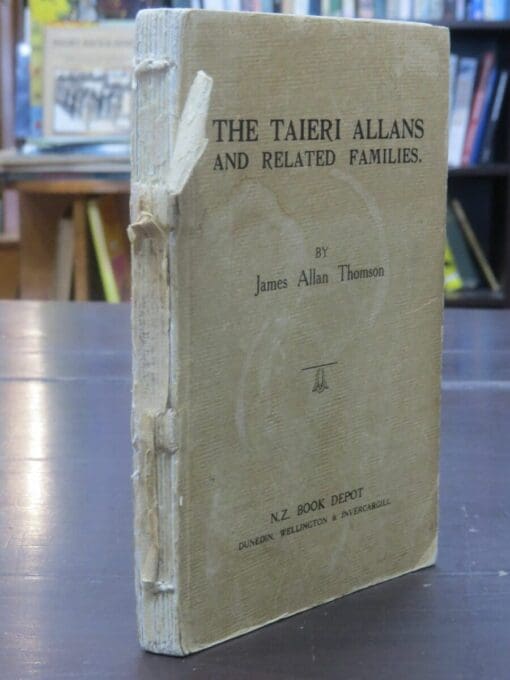 THE TAIERI ALLANS
AND RELATED FAMILIES.
BY
James Allan Thomson
N.Z. BOOK DEPOT
DUNEDIN, WELLINGTON & INVERCARGILL